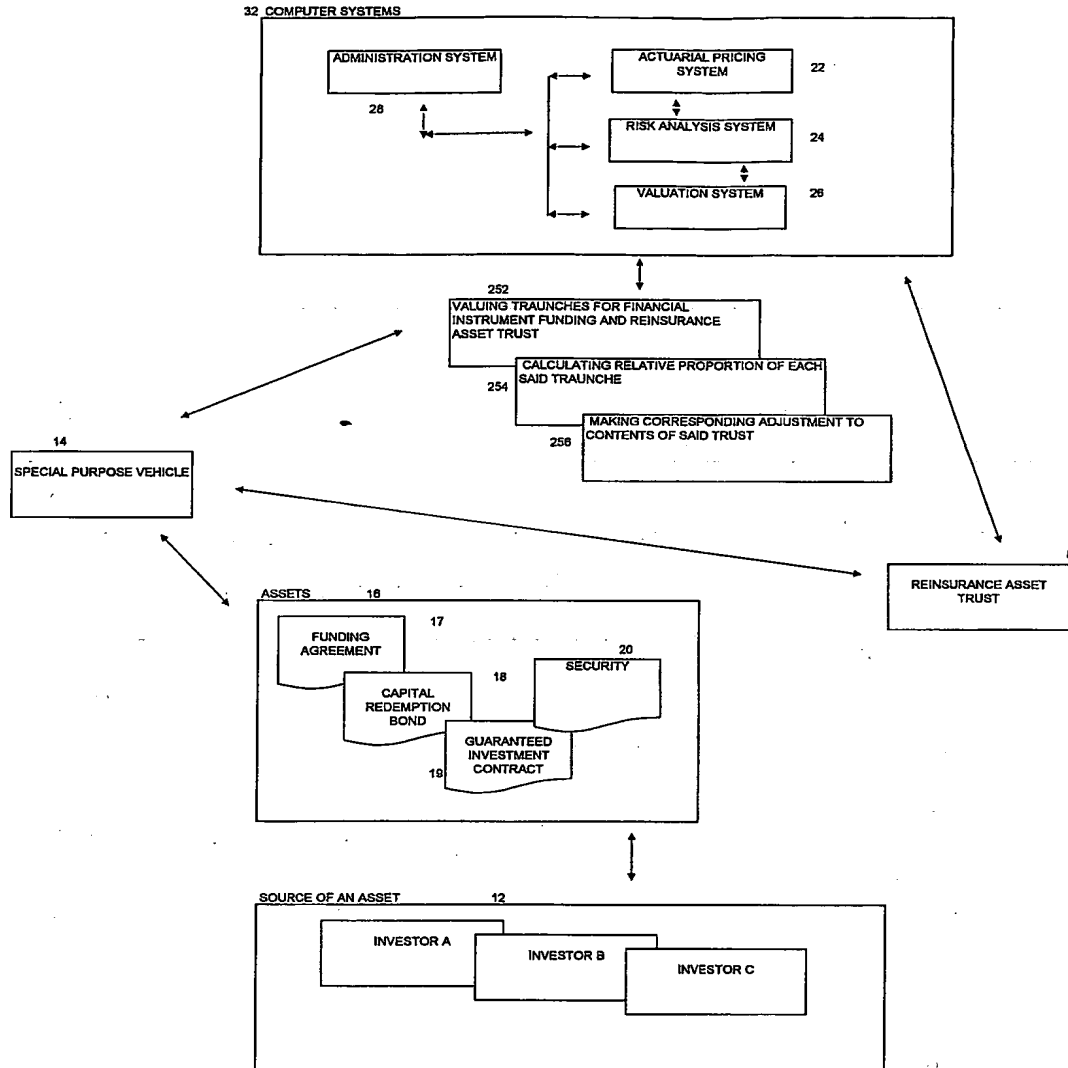 32 COMPUTER SYSTEMS
ADMINISTRATION SYSTEM
28
ACTUARIAL PRICING
SYSTEM
22
RISK ANALYSIS SYSTEM
24
VALUATION SYSTEM
26
252
VALUING TRAUNCHES FOR FINANCIAL
INSTRUMENT FUNDING AND REINSURANCE
ASSET TRUST
254
CALCULATING RELATIVE PROPORTION OF EACH
SAID TRAUNCHE
256
MAKING CORRESPONDING ADJUSTMENT TO
CONTENTS OF SAID TRUST
14
SPECIAL PURPOSE VEHICLE
REINSURANCE ASSET
TRUST
ASSETS 16
FUNDING
AGREEMENT
17
CAPITAL
REDEMPTION
BOND
18
GUARANTEED
INVESTMENT
CONTRACT
19
20
SECURITY
SOURCE OF AN ASSET 12
INVESTOR A
INVESTOR B
INVESTOR C